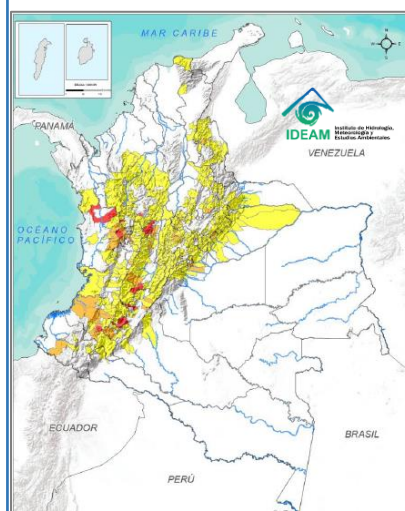 MAR CARIBE
PANAMÁ
IDEAM
Instituto de Hidrología,
Meteorología y
Estudios Ambientales
VENEZUELA
OCÉANO
PACÍFICO
ECUADOR
BRASIL
PERÚ